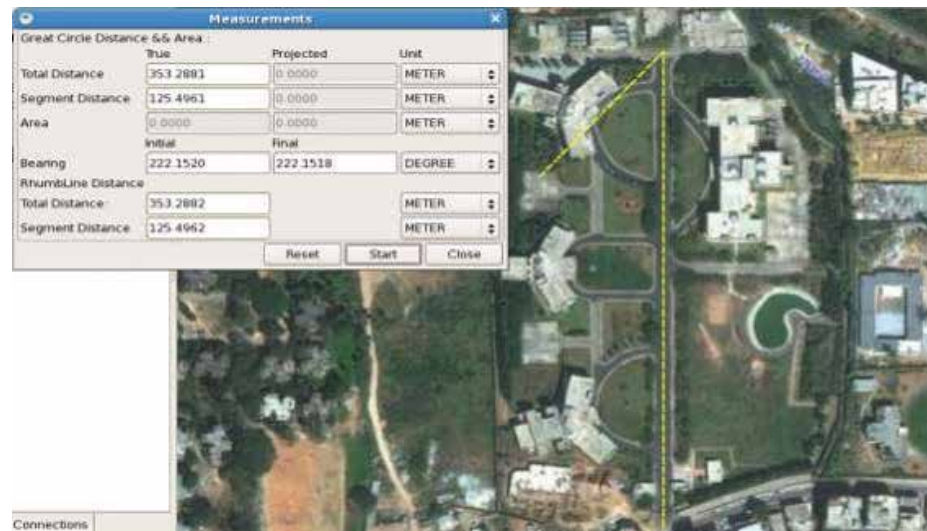 Measurements
Great Circle Distance && Area :
True Projected Unit
Total Distance 353.2881 0.0000 METER
Segment Distance 125.4961 0.0000 METER
Area 0.0000 0.0000 METER
Initial Final
Bearing 222.1520 222.1518 DEGREE
RhumbLine Distance
Total Distance 353.2882 METER
Segment Distance 125.4962 METER
Reset Start Close
Connections